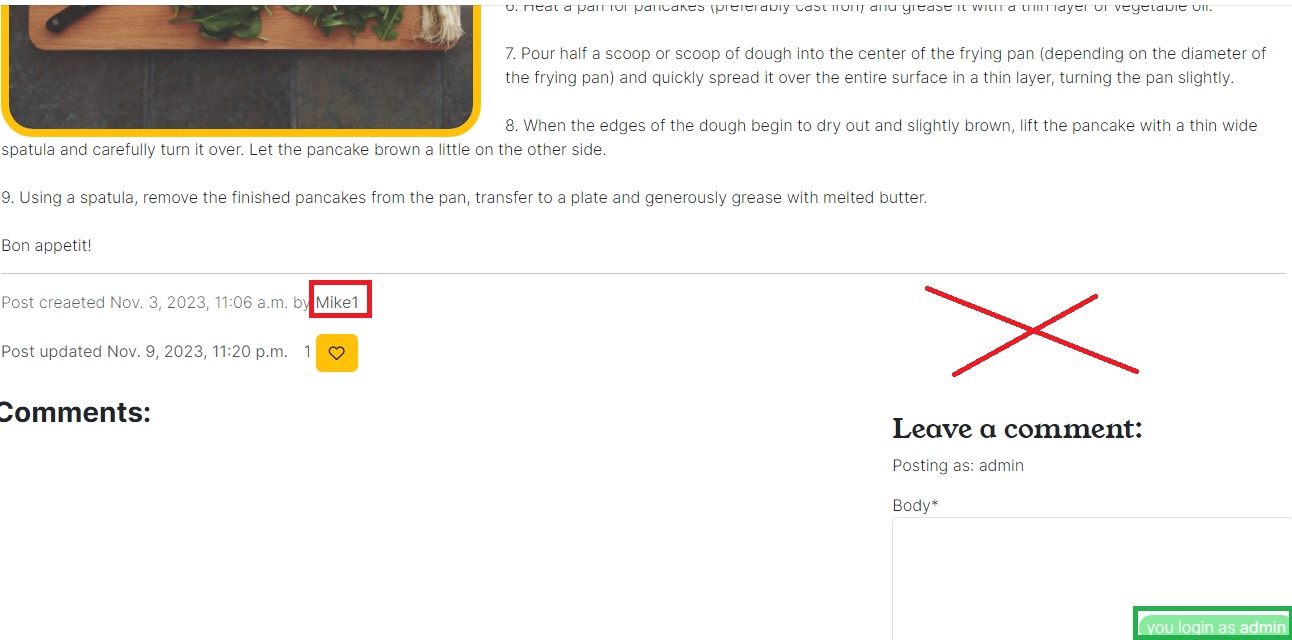 6. Heat a pan for pancakes (preferably cast iron) and grease it with a thin layer of vegetable oil.
7. Pour half a scoop or scoop of dough into the center of the frying pan (depending on the diameter of
the frying pan) and quickly spread it over the entire surface in a thin layer, turning the pan slightly.
8. When the edges of the dough begin to dry out and slightly brown, lift the pancake with a thin wide
spatula and carefully turn it over. Let the pancake brown a little on the other side.
9. Using a spatula, remove the finished pancakes from the pan, transfer to a plate and generously grease with melted butter.
Bon appetit!
Post creaeted Nov. 3, 2023, 11:06 a.m. by Mike1
Post updated Nov. 9, 2023, 11:20 p.m. 1
Comments:
Leave a comment:
Posting as: admin
Body*
you login as admin